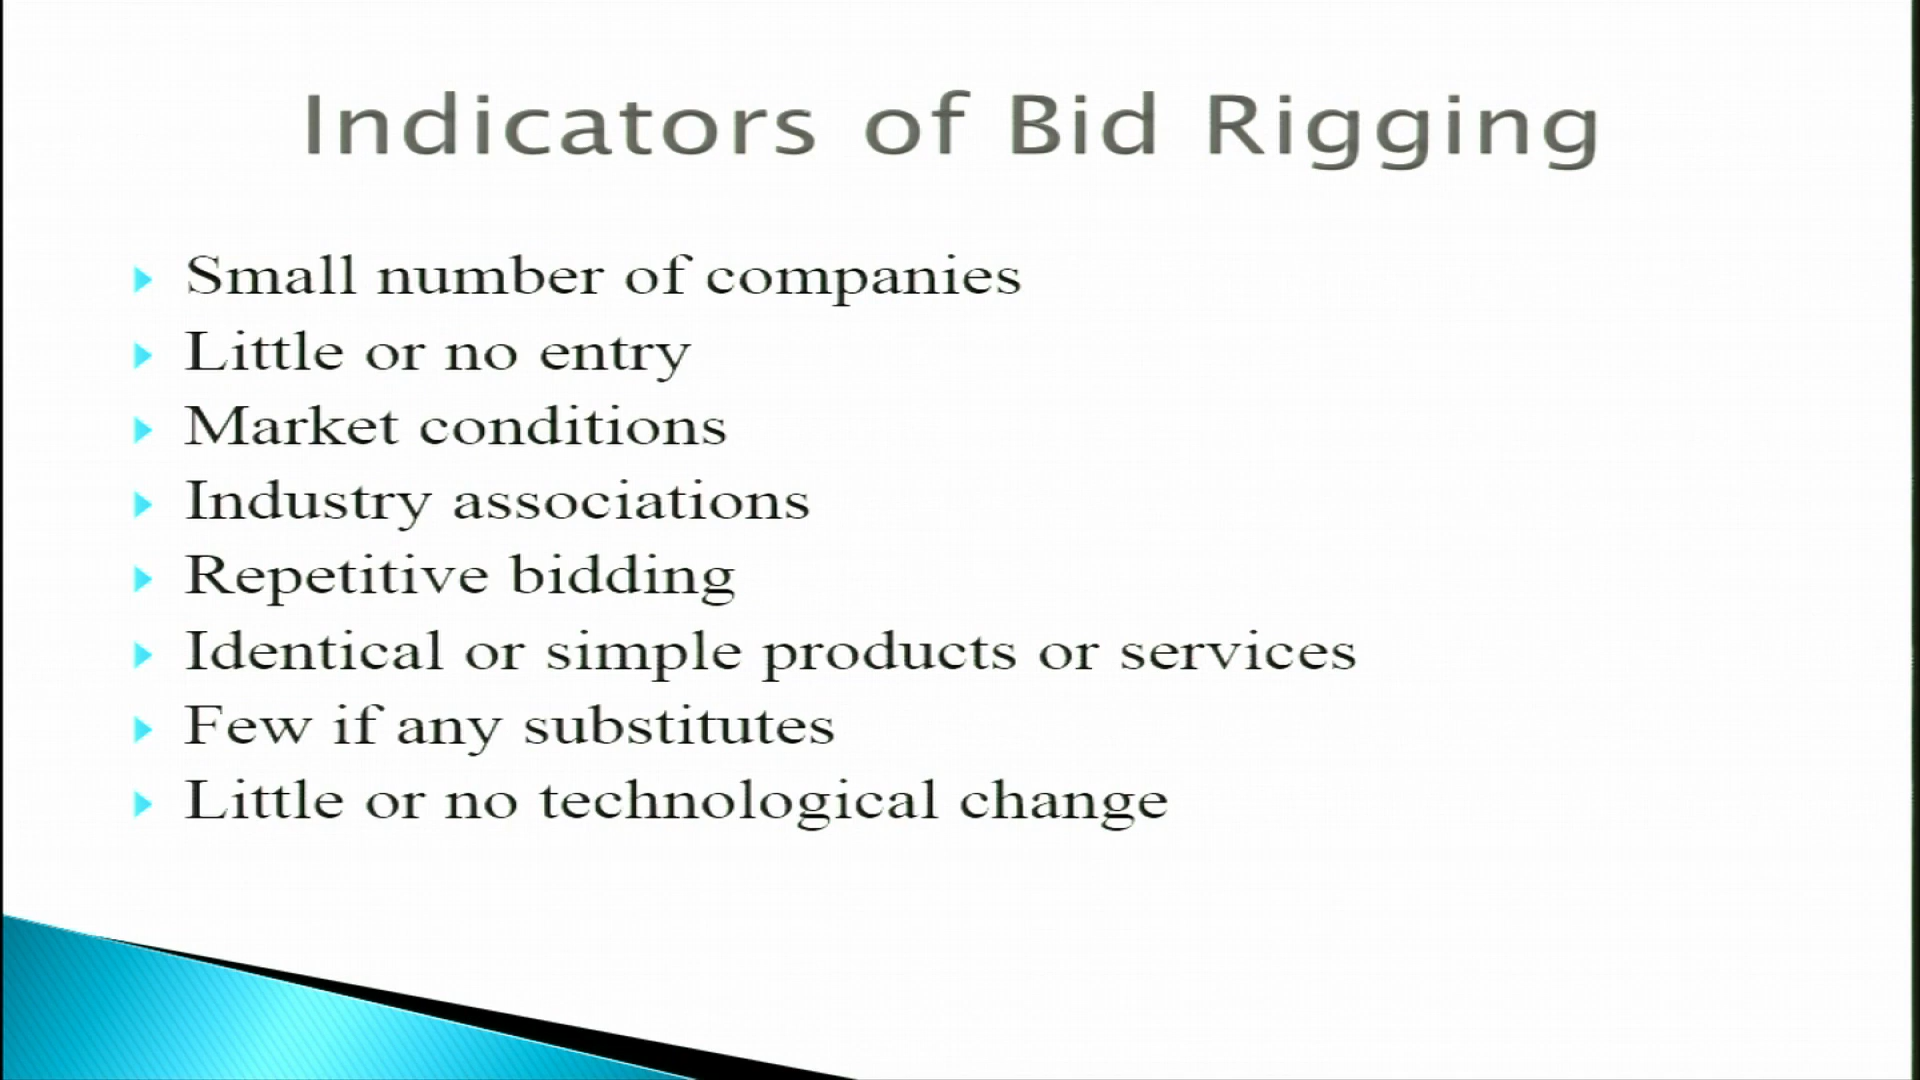 Indicators of Bid Rigging
Small number of companies
Little or no entry
Market conditions
Industry associations
Repetitive bidding
Identical or simple products or services
Few if any substitutes
Little or no technological change